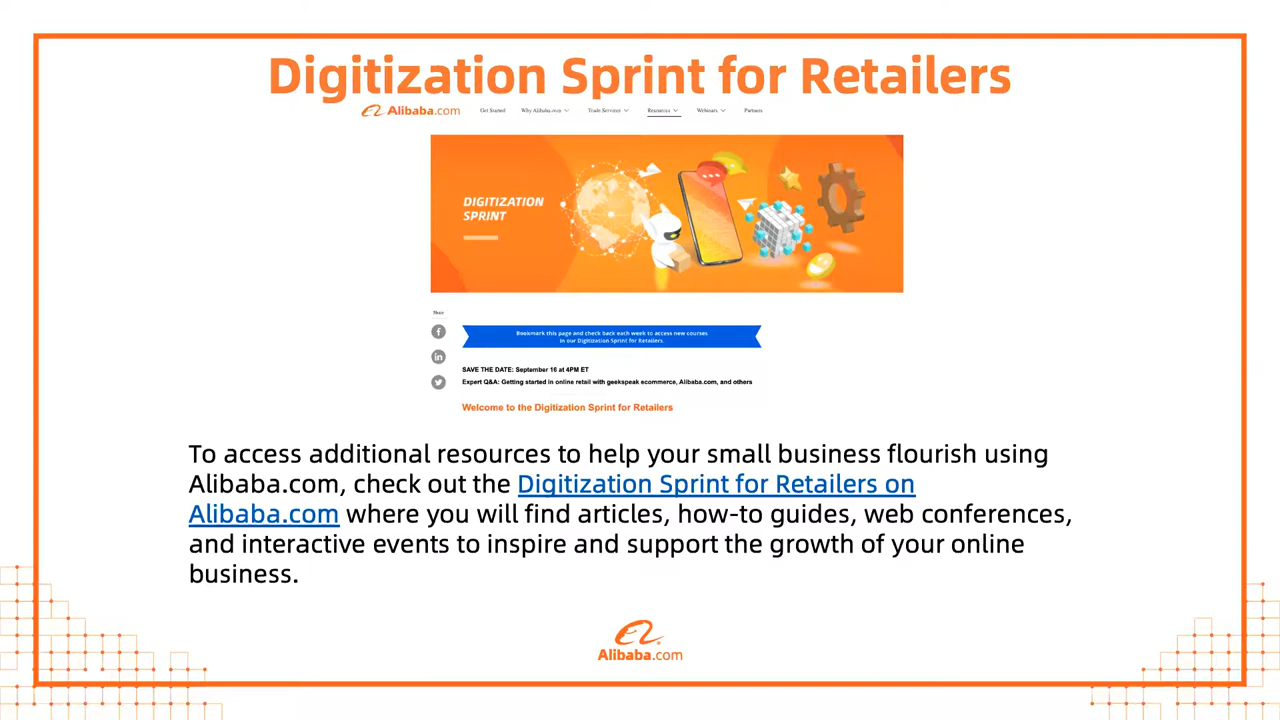 Digitization Sprint for Retailers
Alibaba.com Get Started Why Alibaba.com Trade Services Resources Webinars Partners
DIGITIZATION
SPRINT
Share
Bookmark this page and check back each week to access new courses
in our Digitization Sprint for Retailers.
SAVE THE DATE: September 16 at 4PM ET
Expert Q&A: Getting started in online retail with geekspeak ecommerce, Alibaba.com, and others
Welcome to the Digitization Sprint for Retailers
To access additional resources to help your small business flourish using
Alibaba.com, check out the Digitization Sprint for Retailers on
Alibaba.com where you will find articles, how-to guides, web conferences,
and interactive events to inspire and support the growth of your online
business.
Alibaba.com